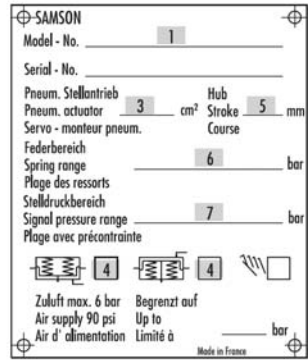 SAMSON
Model - No. 1
Serial - No.
Pneum. Stellantrieb Hub
Pneum. actuator 3 cm² Stroke 5 mm
Servo - monteur pneum. Course
Federbereich
Spring range 6 bar
Plage des ressorts
Stelldruckbereich
Signal pressure range 7 bar
Plage avec précontrainte
4 4
Zuluft max. 6 bar Begrenzt auf
Air supply 90 psi Up to
Air d' alimentation Limité à bar
Made in France